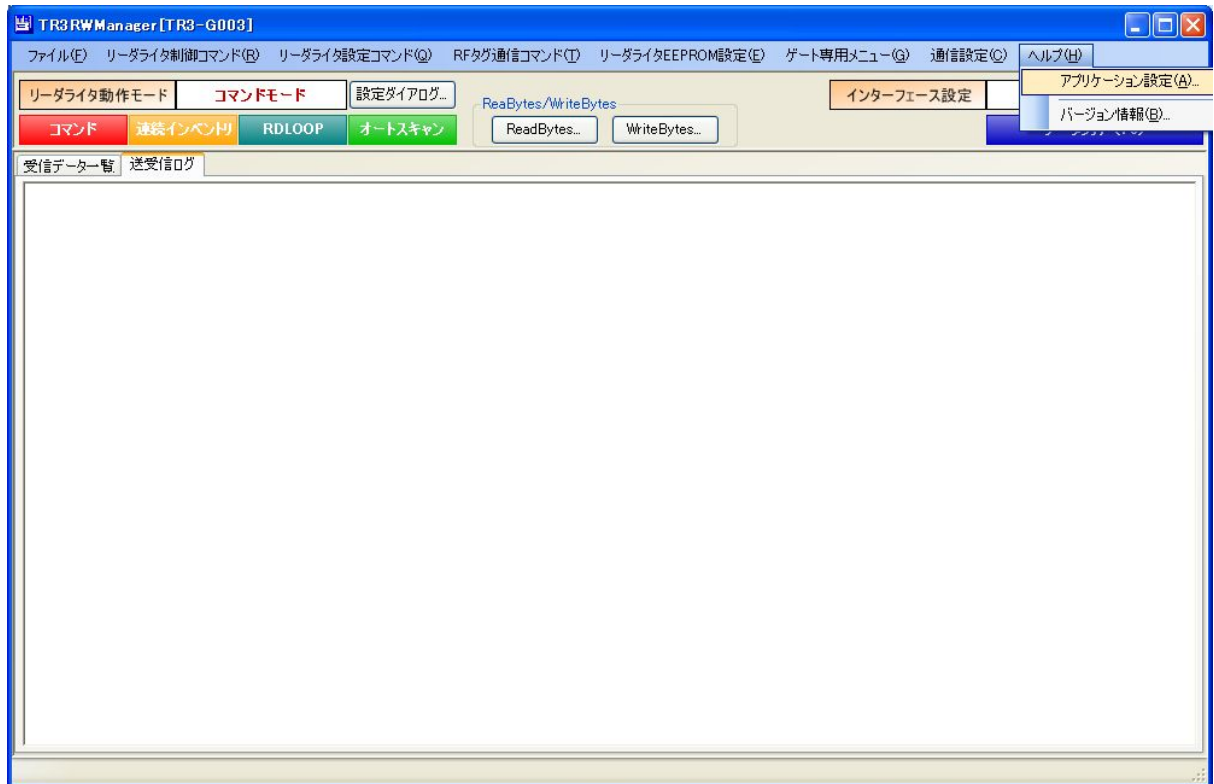 TR3RWManager[TR3-G003]
ファイル(F) リーダライタ制御コマンド(R) リーダライタ設定コマンド(Q) RFタグ通信コマンド(T) リーダライタEEPROM設定(E) ゲート専用メニュー(G) 通信設定(C) ヘルプ(H)
アプリケーション設定(A)...
バージョン情報(B)...
リーダライタ動作モード コマンドモード 設定ダイアログ... ReaBytes/WriteBytes インターフェース設定
コマンド 連続インベントリ RDLOOP オートスキャン ReadBytes... WriteBytes...
受信データ一覧 送受信ログ